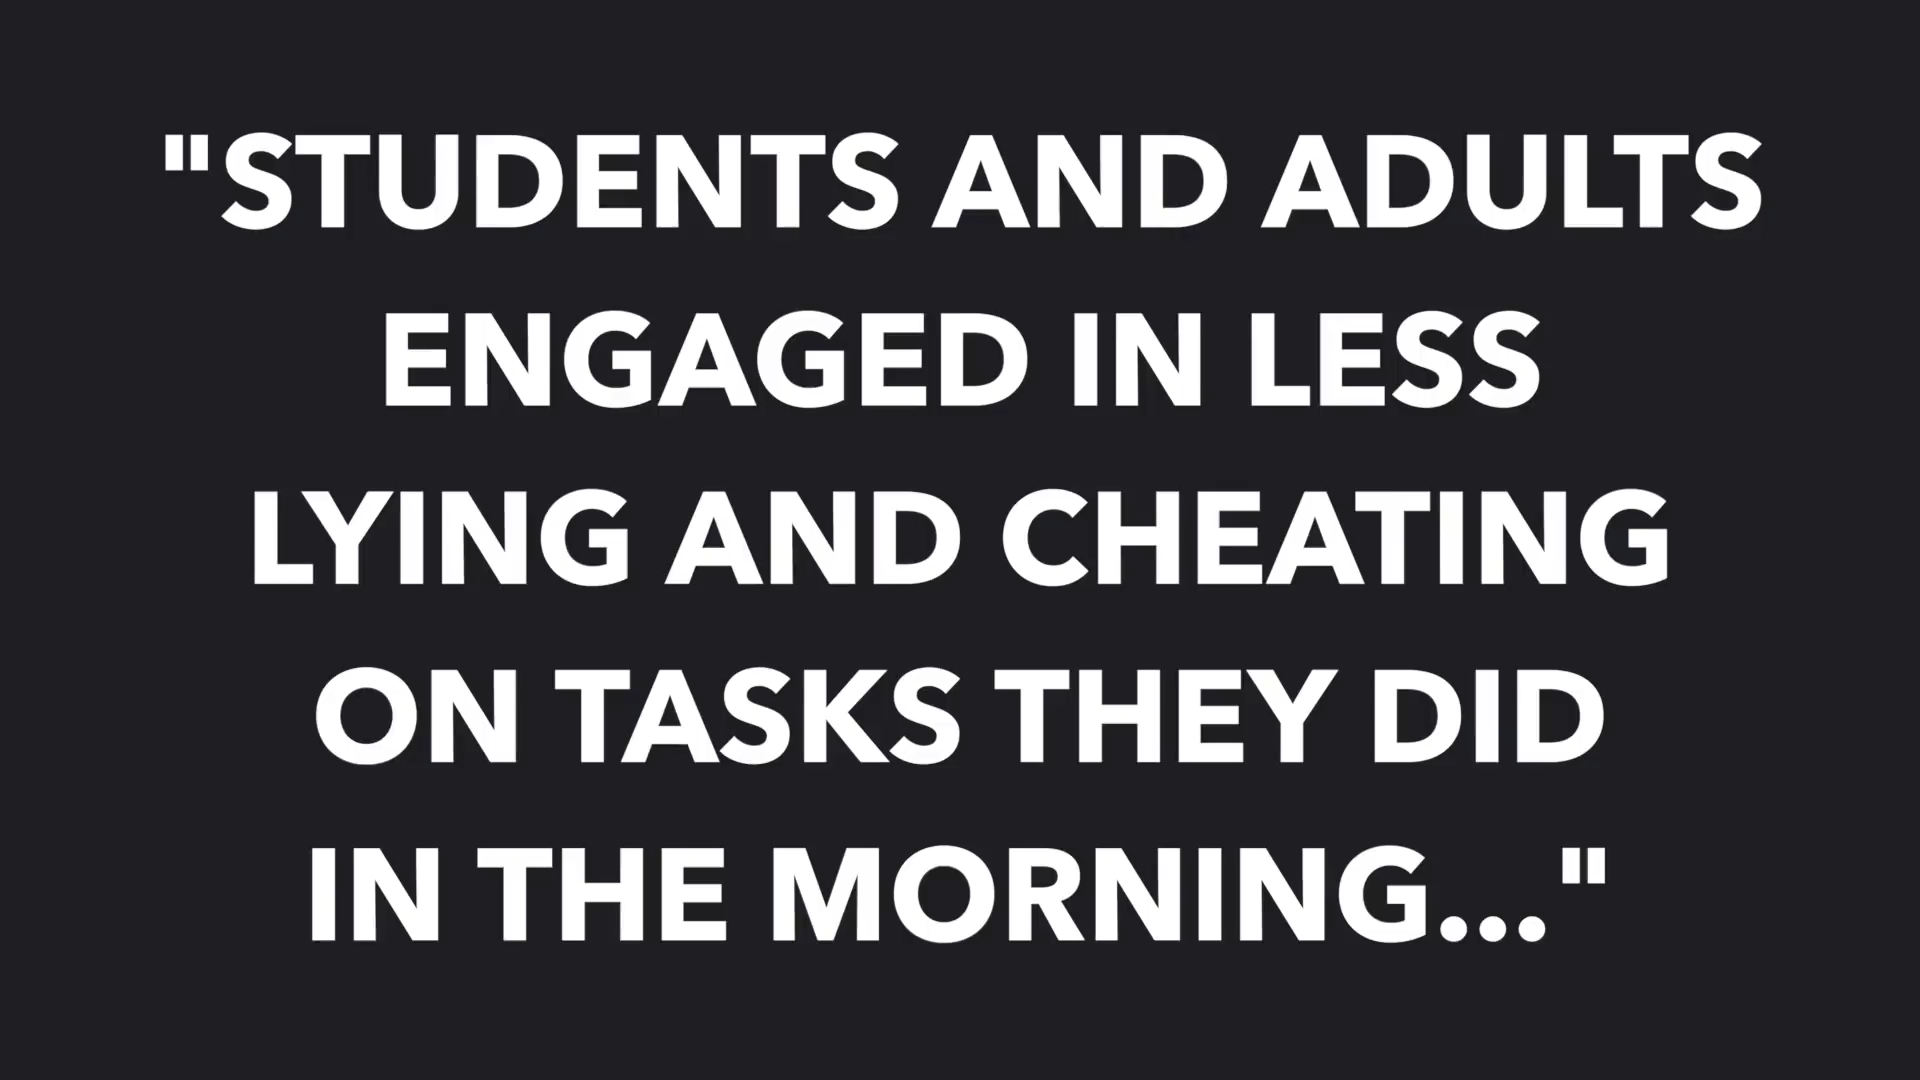 "STUDENTS AND ADULTS
ENGAGED IN LESS
LYING AND CHEATING
ON TASKS THEY DID
IN THE MORNING..."